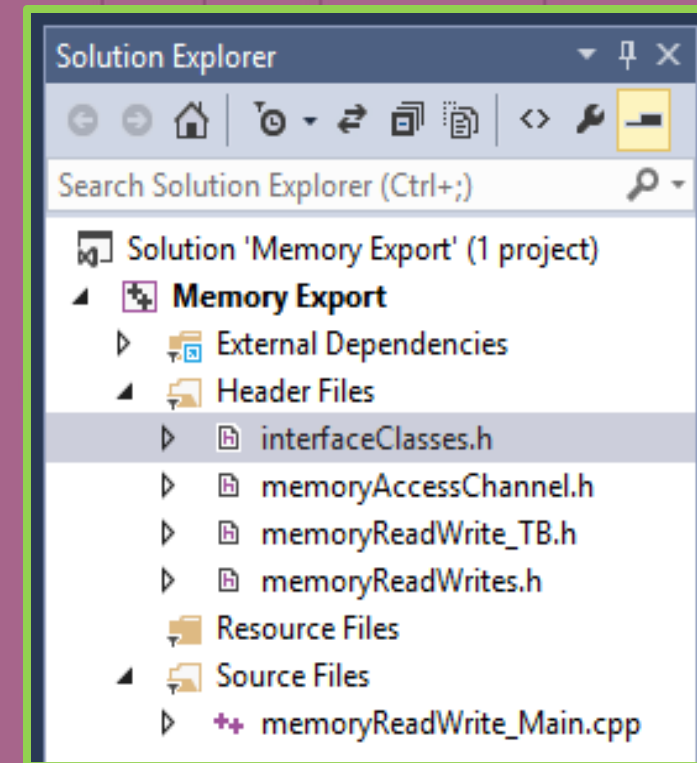 Solution Explorer
Search Solution Explorer (Ctrl+;)
Solution 'Memory Export' (1 project)
Memory Export
External Dependencies
Header Files
interfaceClasses.h
memoryAccessChannel.h
memoryReadWrite_TB.h
memoryReadWrites.h
Resource Files
Source Files
memoryReadWrite_Main.cpp